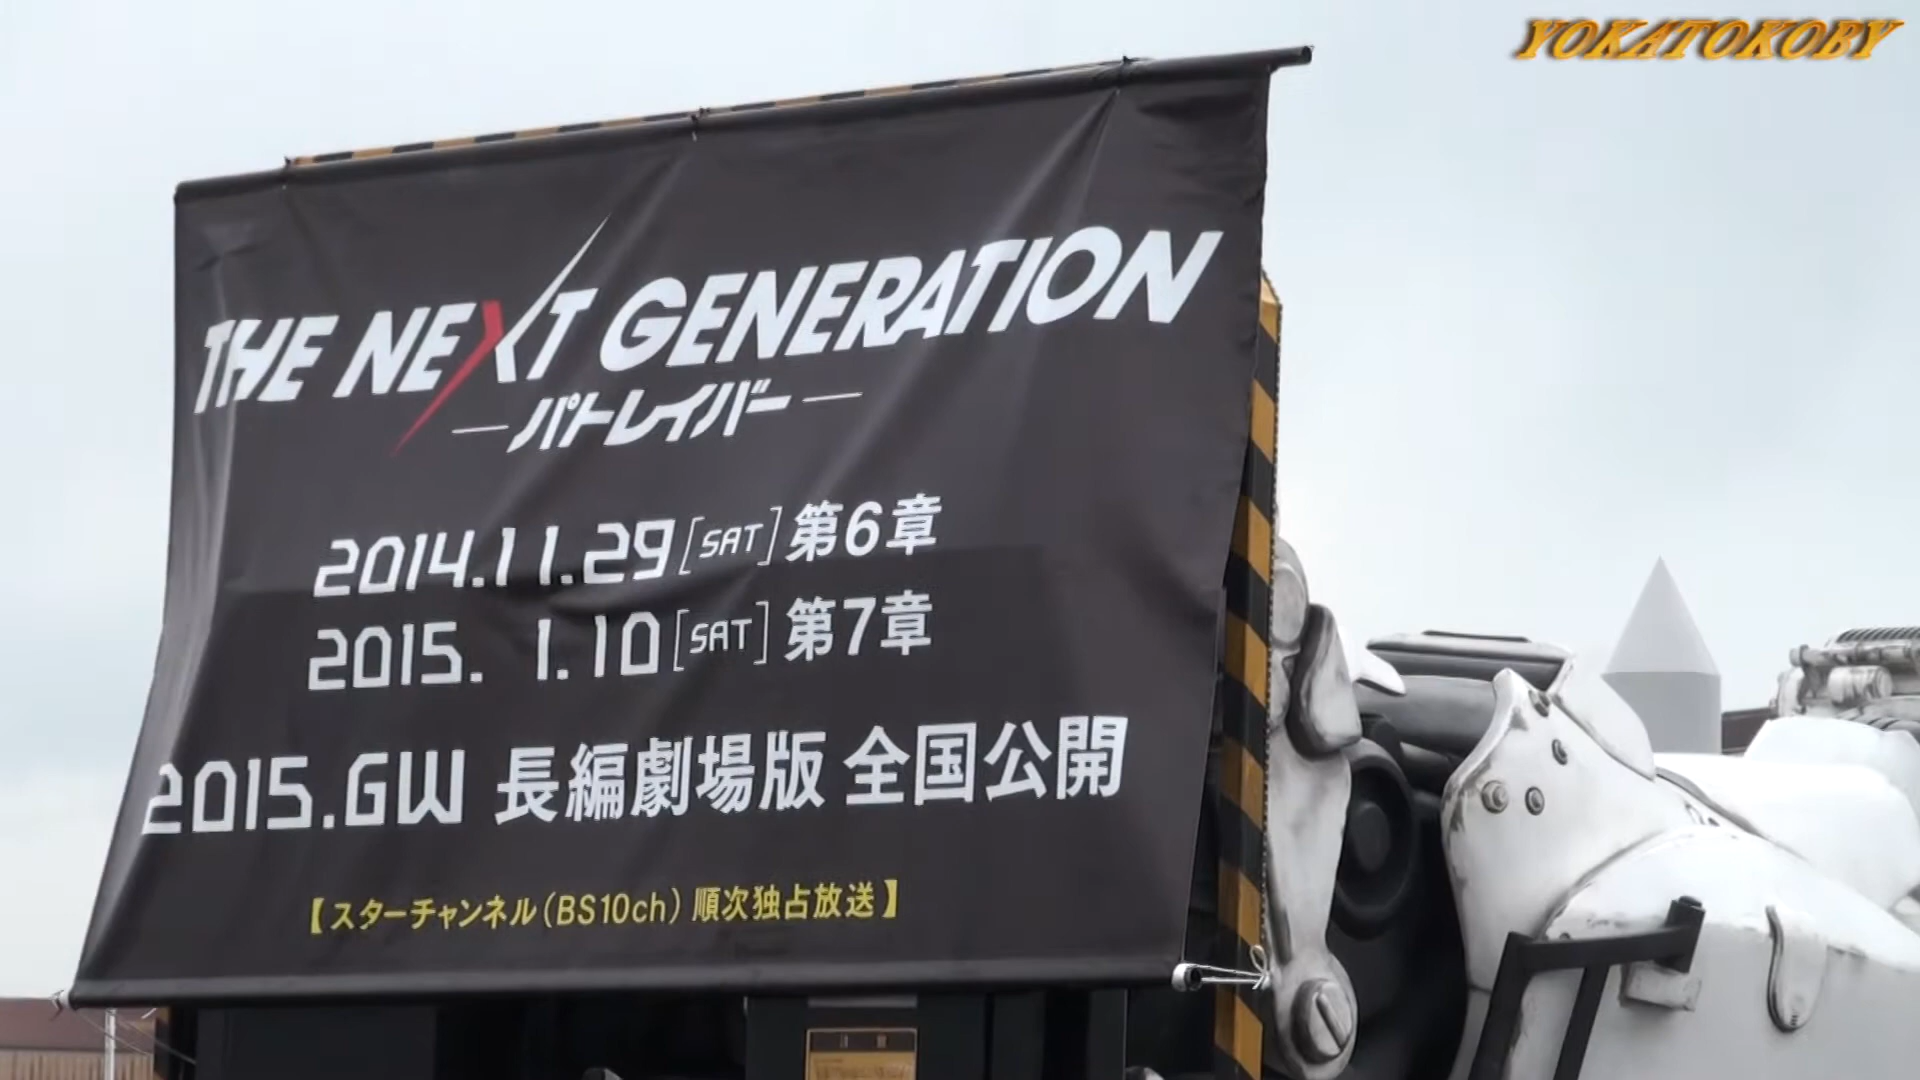 YOKATOKOBY
THE NEXT GENERATION
—パトレイバー—
2014.11.29[SAT]第6章
2015. 1.10[SAT]第7章
2015.GW 長編劇場版 全国公開
【スターチャンネル(BS10ch)順次独占放送】